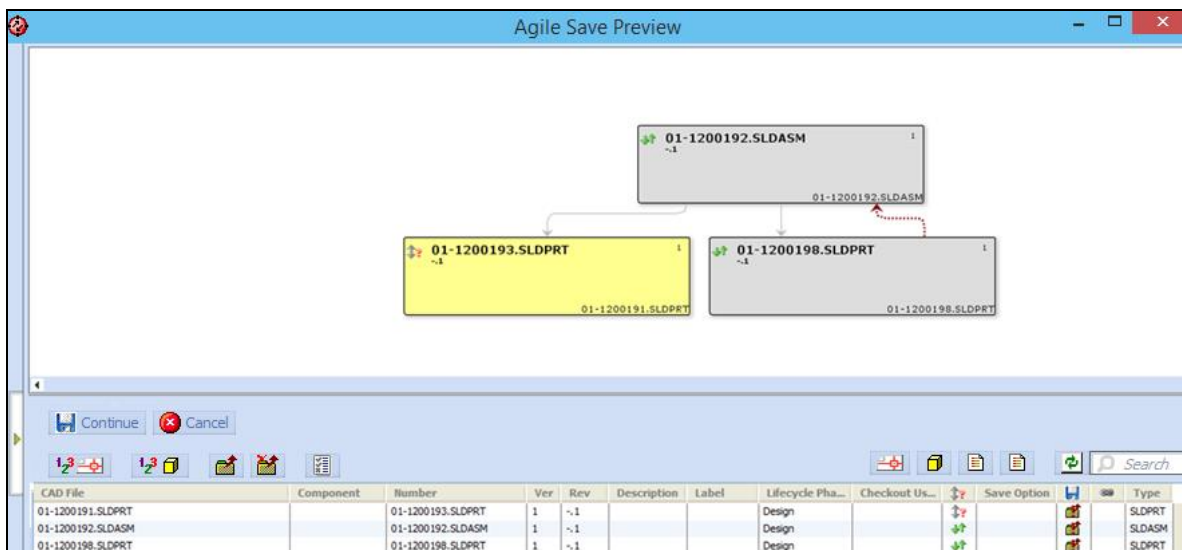 Agile Save Preview
01-1200192.SLDASM 1
-.1
01-1200192.SLDASM
01-1200193.SLDPRT 1
-.1
01-1200191.SLDPRT
01-1200198.SLDPRT 1
-.1
01-1200198.SLDPRT
Continue Cancel
Search
CAD File Component Number Ver Rev Description Label Lifecycle Pha... Checkout Us... Save Option Type
01-1200191.SLDPRT 01-1200193.SLDPRT 1 -.1 Design SLDPRT
01-1200192.SLDASM 01-1200192.SLDASM 1 -.1 Design SLDASM
01-1200198.SLDPRT 01-1200198.SLDPRT 1 -.1 Design SLDPRT